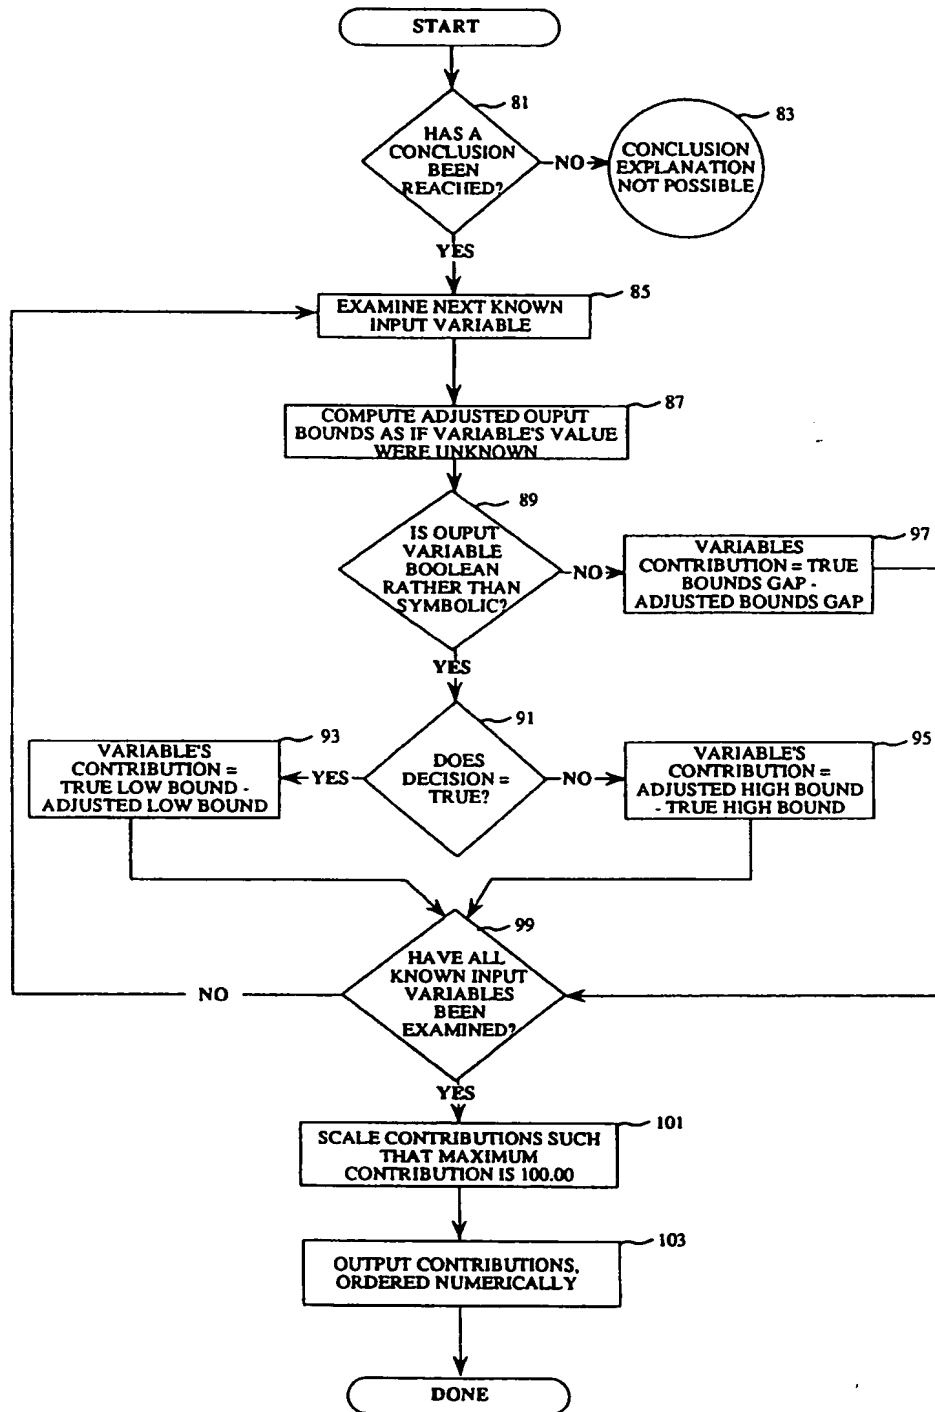 START
81
HAS A
CONCLUSION
BEEN
REACHED?
NO
83
CONCLUSION
EXPLANATION
NOT POSSIBLE
YES
85
EXAMINE NEXT KNOWN
INPUT VARIABLE
87
COMPUTE ADJUSTED OUPUT
BOUNDS AS IF VARIABLE'S VALUE
WERE UNKNOWN
89
IS OUPUT
VARIABLE
BOOLEAN
RATHER THAN
SYMBOLIC?
NO
97
VARIABLES
CONTRIBUTION = TRUE
BOUNDS GAP -
ADJUSTED BOUNDS GAP
YES
91
DOES
DECISION =
TRUE?
YES
93
VARIABLE'S
CONTRIBUTION =
TRUE LOW BOUND -
ADJUSTED LOW BOUND
NO
95
VARIABLE'S
CONTRIBUTION =
ADJUSTED HIGH BOUND
- TRUE HIGH BOUND
99
HAVE ALL
KNOWN INPUT
VARIABLES
BEEN
EXAMINED?
NO
YES
101
SCALE CONTRIBUTIONS SUCH
THAT MAXIMUM
CONTRIBUTION IS 100.00
103
OUTPUT CONTRIBUTIONS,
ORDERED NUMERICALLY
DONE